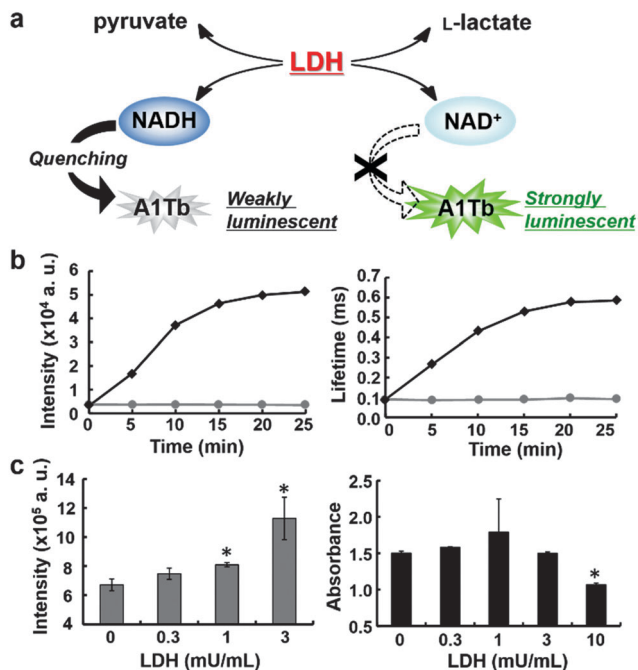 a
pyruvate
L-lactate
LDH
NADH
NAD⁺
Quenching
A1Tb
Weakly
luminescent
A1Tb
Strongly
luminescent
b
Intensity (x10⁴ a. u.)
6
5
4
3
2
1
0
0 5 10 15 20 25
Time (min)
Lifetime (ms)
0.7
0.6
0.5
0.4
0.3
0.2
0.1
0.0
0 5 10 15 20 25
Time (min)
c
Intensity (x10⁵ a. u.)
14
12
10
8
6
4
* *
0 0.3 1 3
LDH (mU/mL)
Absorbance
2.5
2.0
1.5
1.0
0.5
*
0 0.3 1 3 10
LDH (mU/mL)